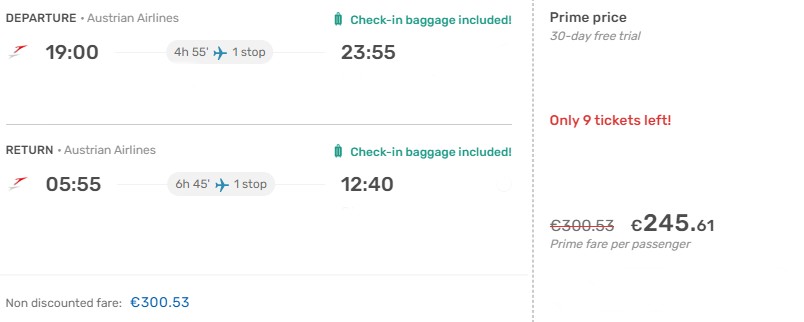 DEPARTURE • Austrian Airlines
Check-in baggage included!
19:00
4h 55' 1 stop
23:55
RETURN • Austrian Airlines
Check-in baggage included!
05:55
6h 45' 1 stop
12:40
Non discounted fare: €300.53
Prime price
30-day free trial
Only 9 tickets left!
€300.53 €245.61
Prime fare per passenger